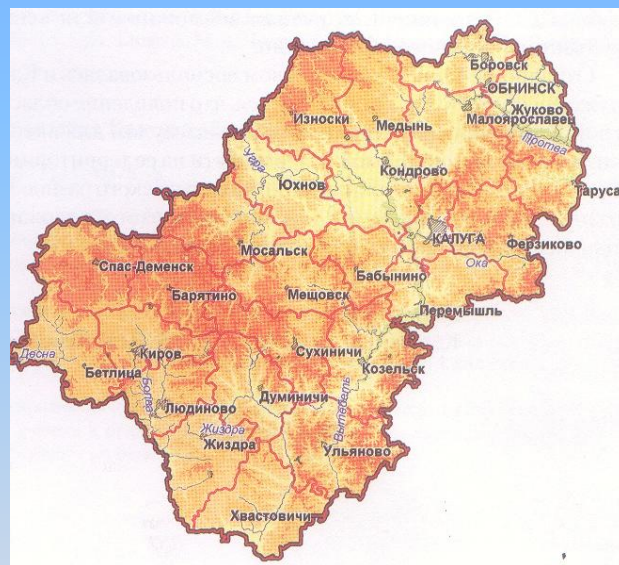 Боровск
ОБНИНСК
Жуково
Малоярославец
Износки
Медынь
Протва
Угра
Кондрово
Юхнов
Таруса
КАЛУГА
Мосальск
Ферзиково
Спас-Деменск
Бабынино
Ока
Барятино
Мещовск
Перемышль
Десна
Киров
Сухиничи
Бетлица
Козельск
Болва
Думиничи
Вытебеть
Людиново
Жиздра
Жиздра
Ульяново
Хвастовичи